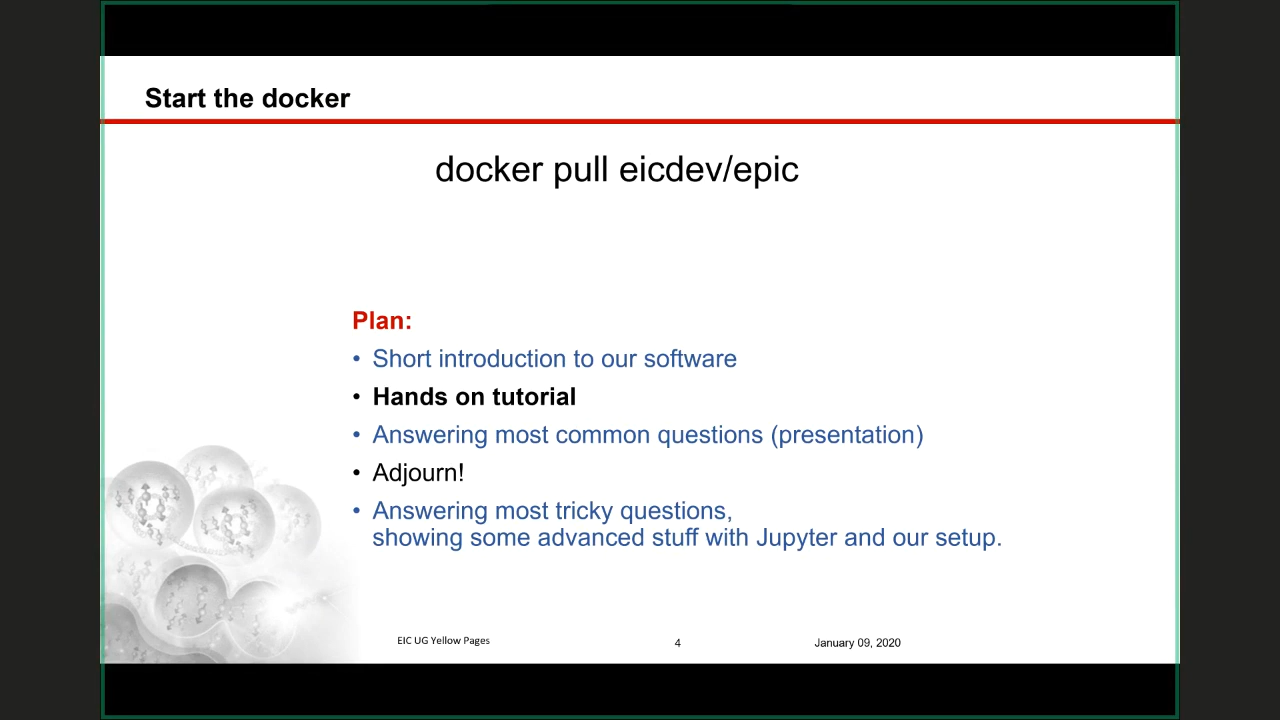 Start the docker
docker pull eicdev/epic
Plan:
• Short introduction to our software
• Hands on tutorial
• Answering most common questions (presentation)
• Adjourn!
• Answering most tricky questions,
showing some advanced stuff with Jupyter and our setup.
EIC UG Yellow Pages
4
January 09, 2020